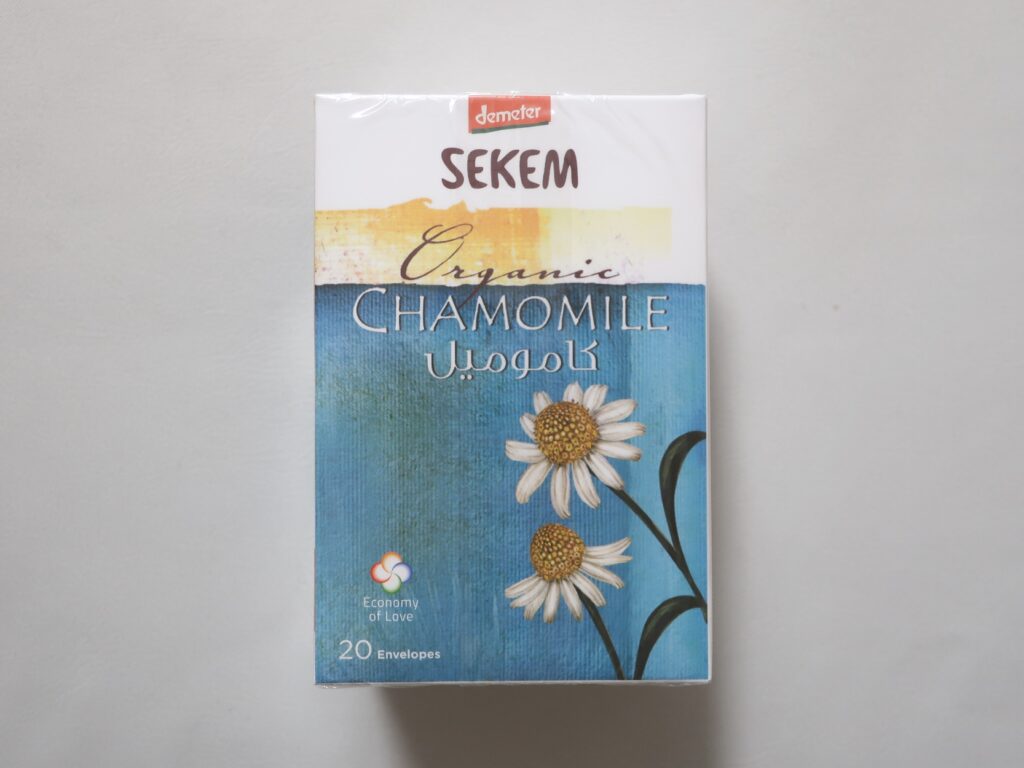 demeter
SEKEM
Organic
CHAMOMILE
كاموميل
Economy
of Love
20 Envelopes